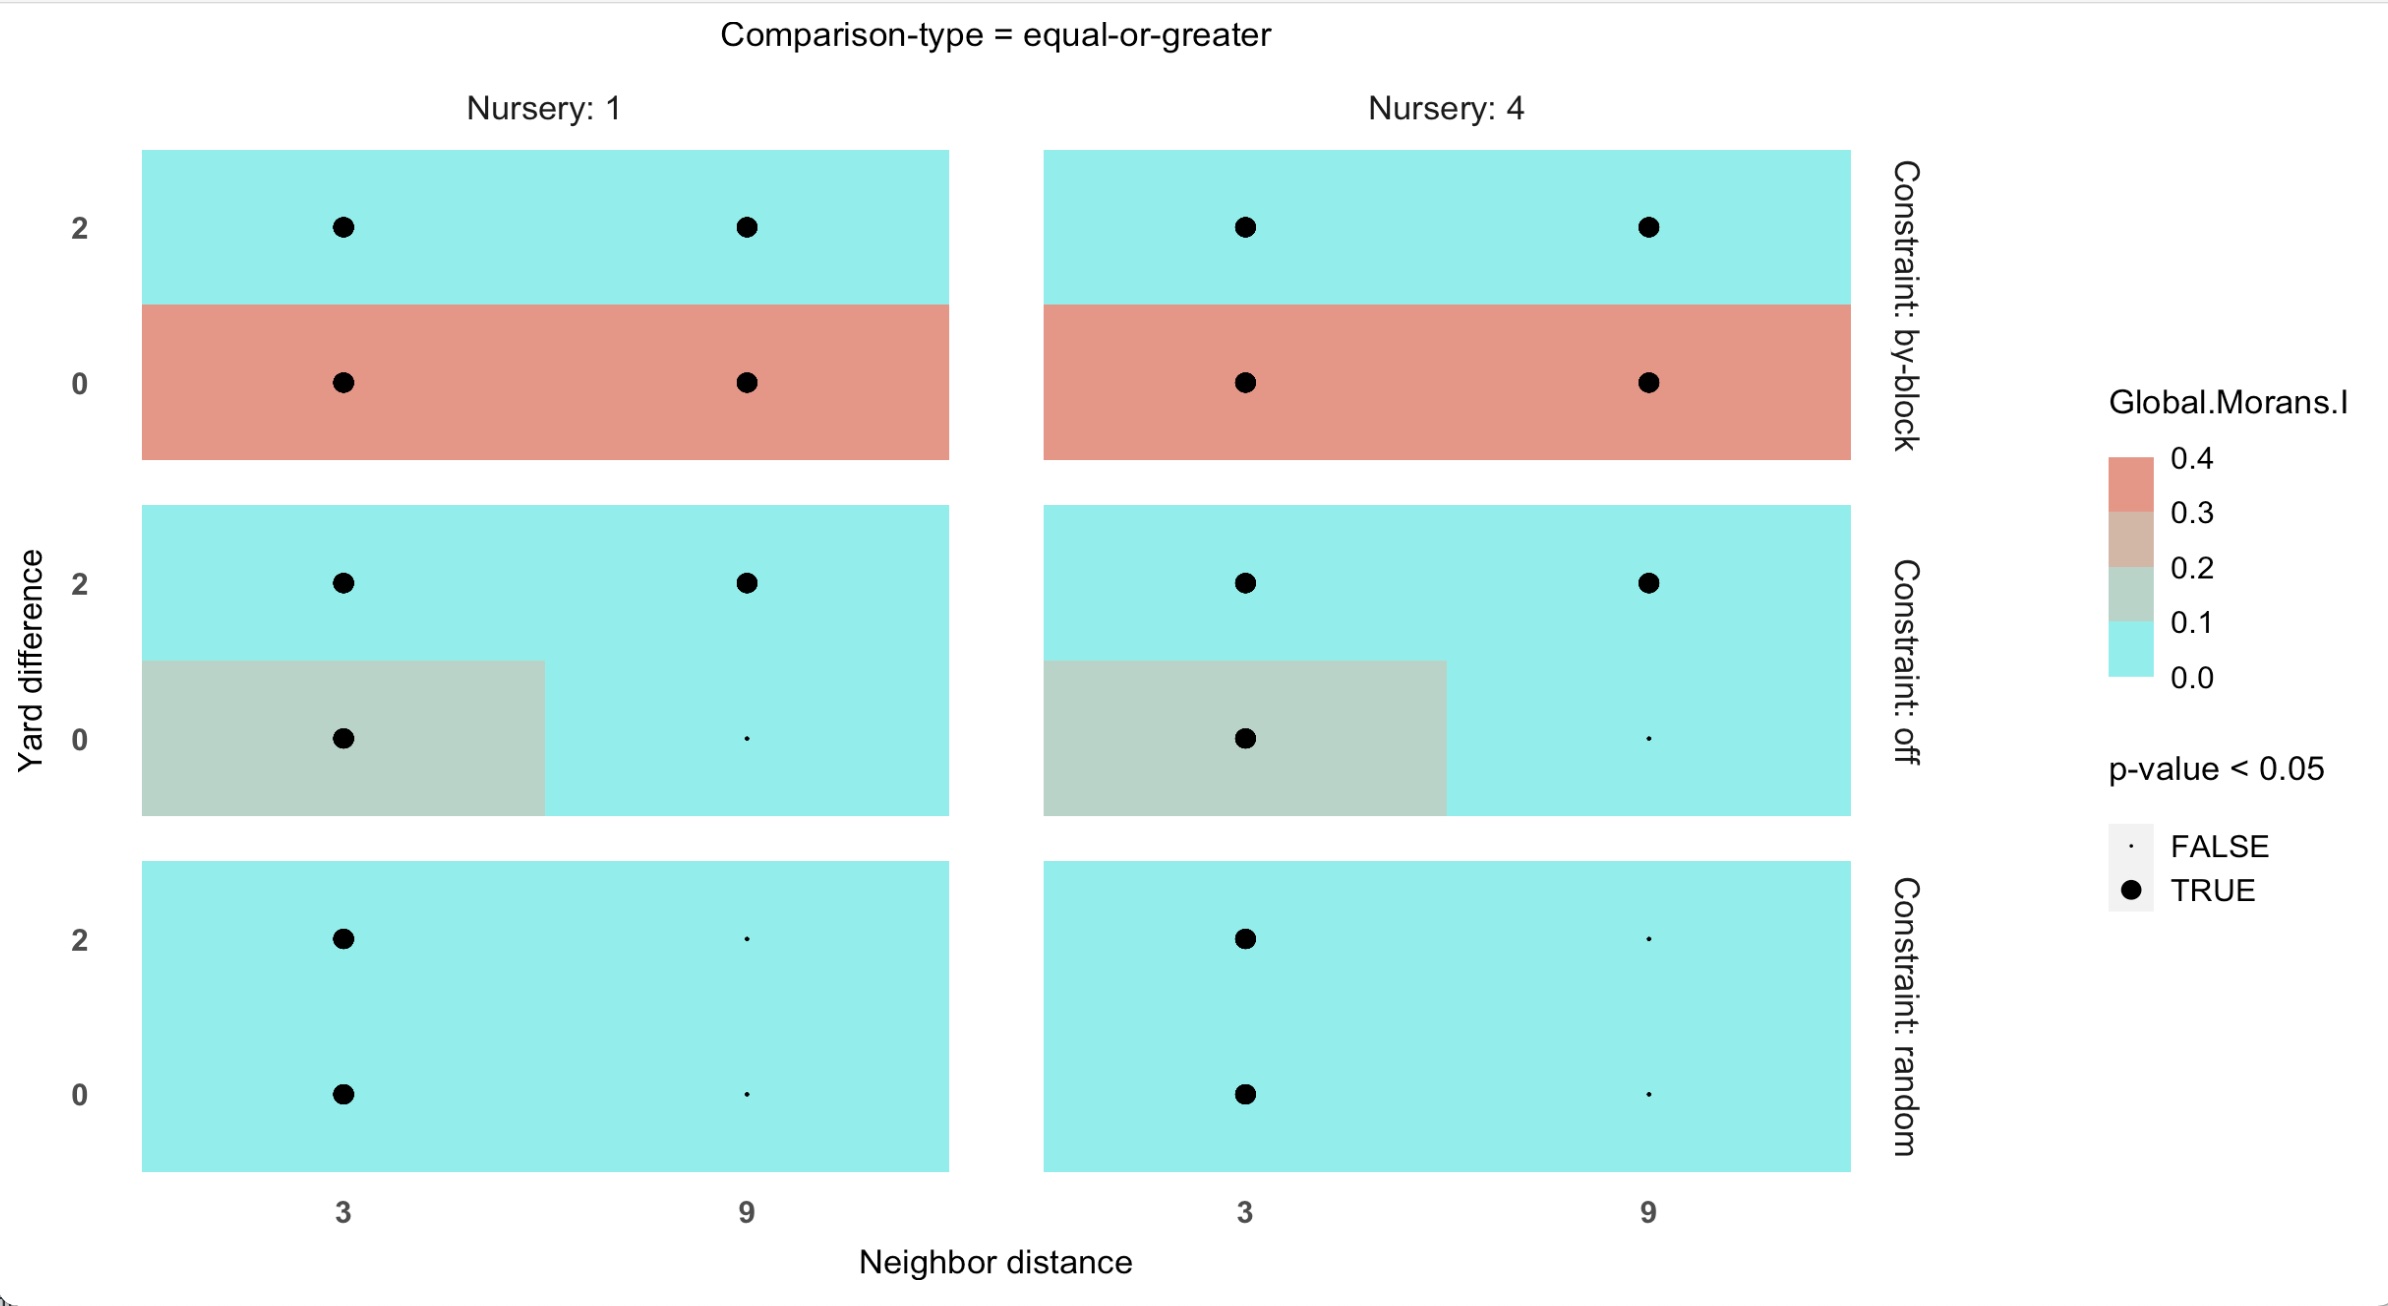 Comparison-type = equal-or-greater
Nursery: 1
Nursery: 4
2
0
Constraint: by-block
Yard difference
2
0
Constraint: off
2
0
Constraint: random
3
9
3
9
Neighbor distance
Global.Morans.I
0.4
0.3
0.2
0.1
0.0
p-value < 0.05
FALSE
TRUE